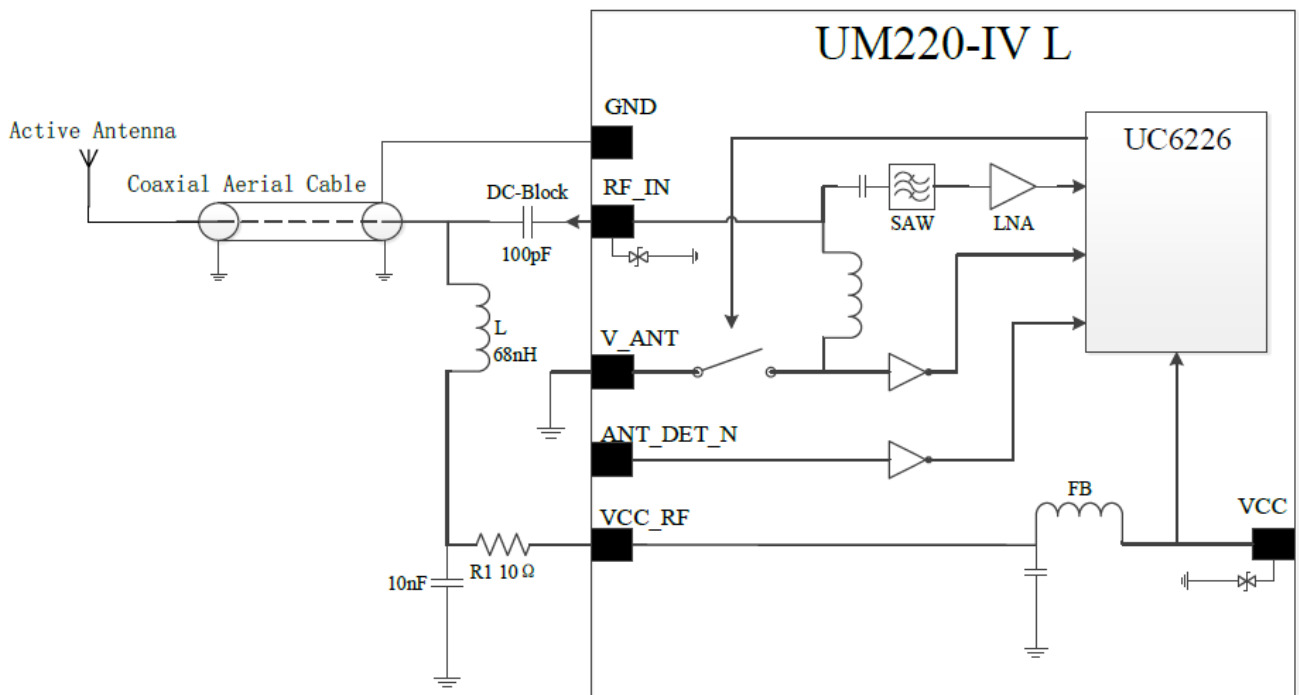 UM220-IV L
GND
UC6226
Active Antenna
Coaxial Aerial Cable
DC-Block
RF_IN
100pF
SAW
LNA
L
68nH
V_ANT
ANT_DET_N
FB
VCC_RF
VCC
10nF
R1 10Ω